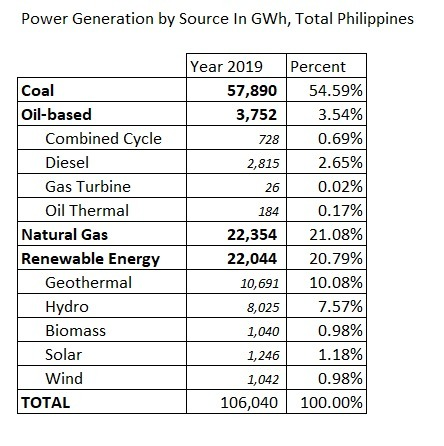 Power Generation by Source In GWh, Total Philippines
Year 2019 Percent
Coal 57,890 54.59%
Oil-based 3,752 3.54%
Combined Cycle 728 0.69%
Diesel 2,815 2.65%
Gas Turbine 26 0.02%
Oil Thermal 184 0.17%
Natural Gas 22,354 21.08%
Renewable Energy 22,044 20.79%
Geothermal 10,691 10.08%
Hydro 8,025 7.57%
Biomass 1,040 0.98%
Solar 1,246 1.18%
Wind 1,042 0.98%
TOTAL 106,040 100.00%